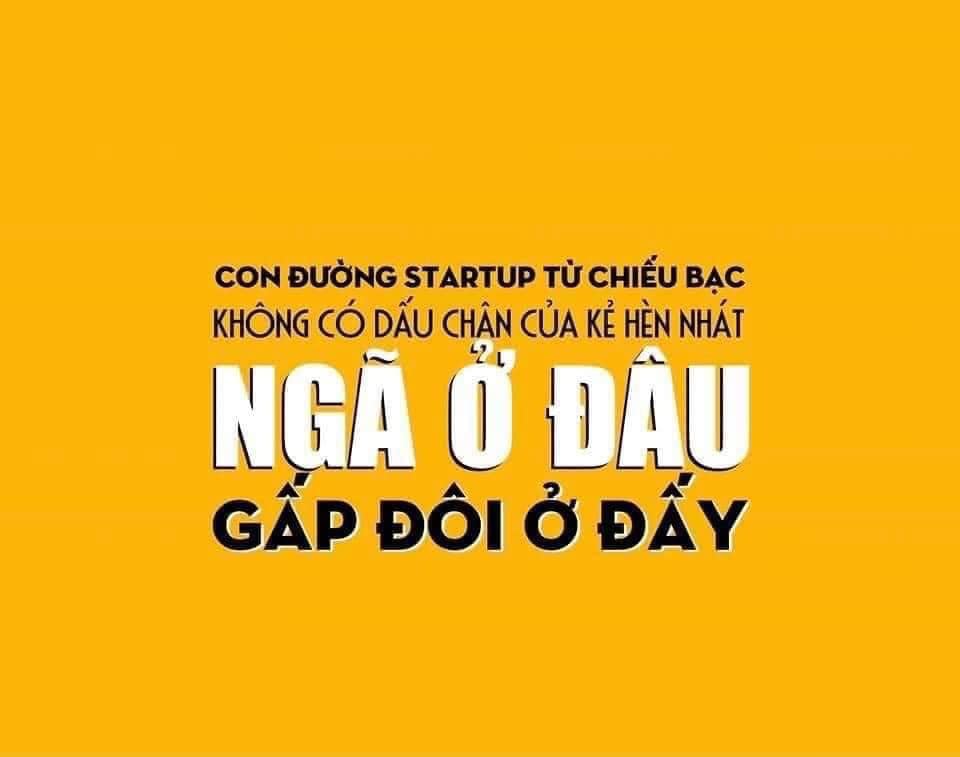 CON ĐƯỜNG STARTUP TỪ CHIẾU BẠC
KHÔNG CÓ DẤU CHÂN CỦA KẺ HÈN NHÁT
NGÃ Ở ĐÂU
GẤP ĐÔI Ở ĐẤY